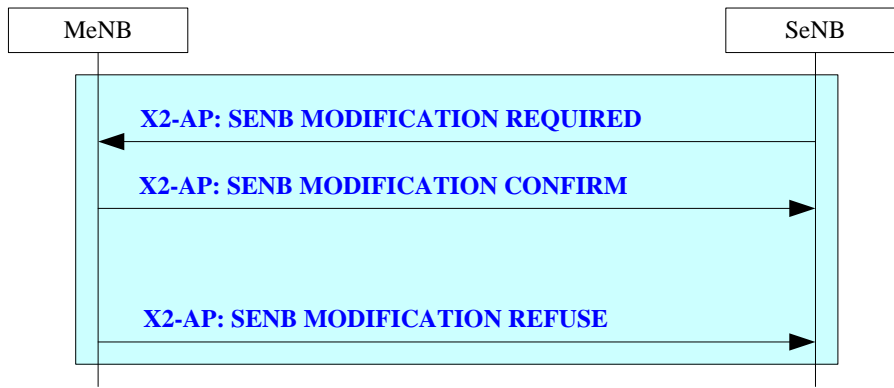 MeNB
SeNB
X2-AP: SENB MODIFICATION REQUIRED
X2-AP: SENB MODIFICATION CONFIRM
X2-AP: SENB MODIFICATION REFUSE